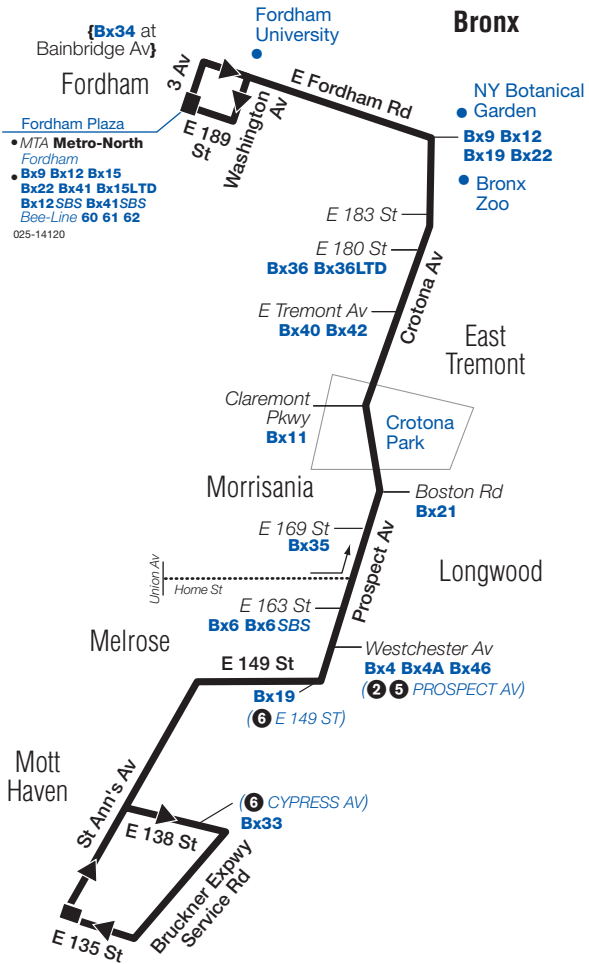 Bronx
{Bx34 at
Bainbridge Av}
Fordham
University
3 Av
Fordham
E Fordham Rd
Washington
Av
E 189
St
NY Botanical
Garden
Bx9 Bx12
Bx19 Bx22
Bronx
Zoo
Fordham Plaza
• MTA Metro-North
Fordham
• Bx9 Bx12 Bx15
Bx22 Bx41 Bx15LTD
Bx12SBS Bx41SBS
Bee-Line 60 61 62
025-14120
E 183 St
E 180 St
Bx36 Bx36LTD
Crotona Av
E Tremont Av
Bx40 Bx42
East
Tremont
Claremont
Pkwy
Bx11
Crotona
Park
Morrisania
Boston Rd
Bx21
E 169 St
Bx35
Prospect Av
Longwood
Union Av
Home St
E 163 St
Bx6 Bx6SBS
Melrose
Westchester Av
Bx4 Bx4A Bx46
(2 5 PROSPECT AV)
E 149 St
Bx19
(6 E 149 ST)
Mott
Haven
St Ann's Av
(6 CYPRESS AV)
Bx33
E 138 St
Bruckner Expwy
Service Rd
E 135 St